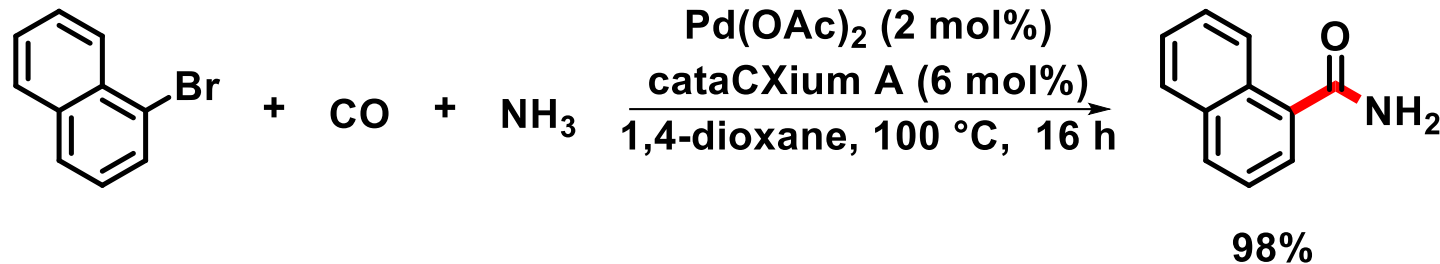 Pd(OAc)2 (2 mol%)
cataCXium A (6 mol%)
Br + CO + NH3
1,4-dioxane, 100 °C, 16 h
O
NH2
98%